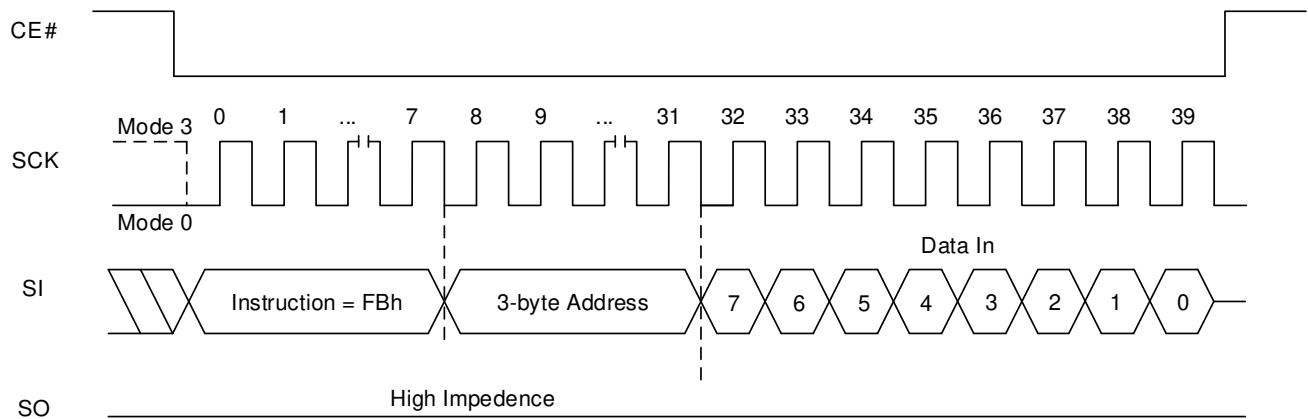 CE#
0 1 ... 7 8 9 ... 31 32 33 34 35 36 37 38 39
Mode 3
SCK
Mode 0
Data In
SI
Instruction = FBh 3-byte Address 7 6 5 4 3 2 1 0
High Impedence
SO